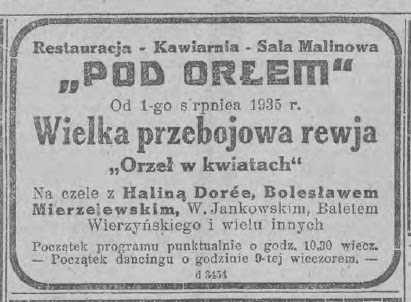 Restauracja - Kawiarnia - Sala Malinowa
„POD ORŁEM“
Od 1-go s'rpnica 1935 r.
Wielka przebojowa rewja
„Orzeł w kwiatach“
Na czele z Haliną Dorée, Bolesławem
Mierzejewskim, W. Jankowskim, Baletem
Wierzyńskiego i wielu innych
Początek programu punktualnie o godz. 10,30 wiecz.
— Początek dancingu o godzinie 9-tej wieczorem. —
d 3454